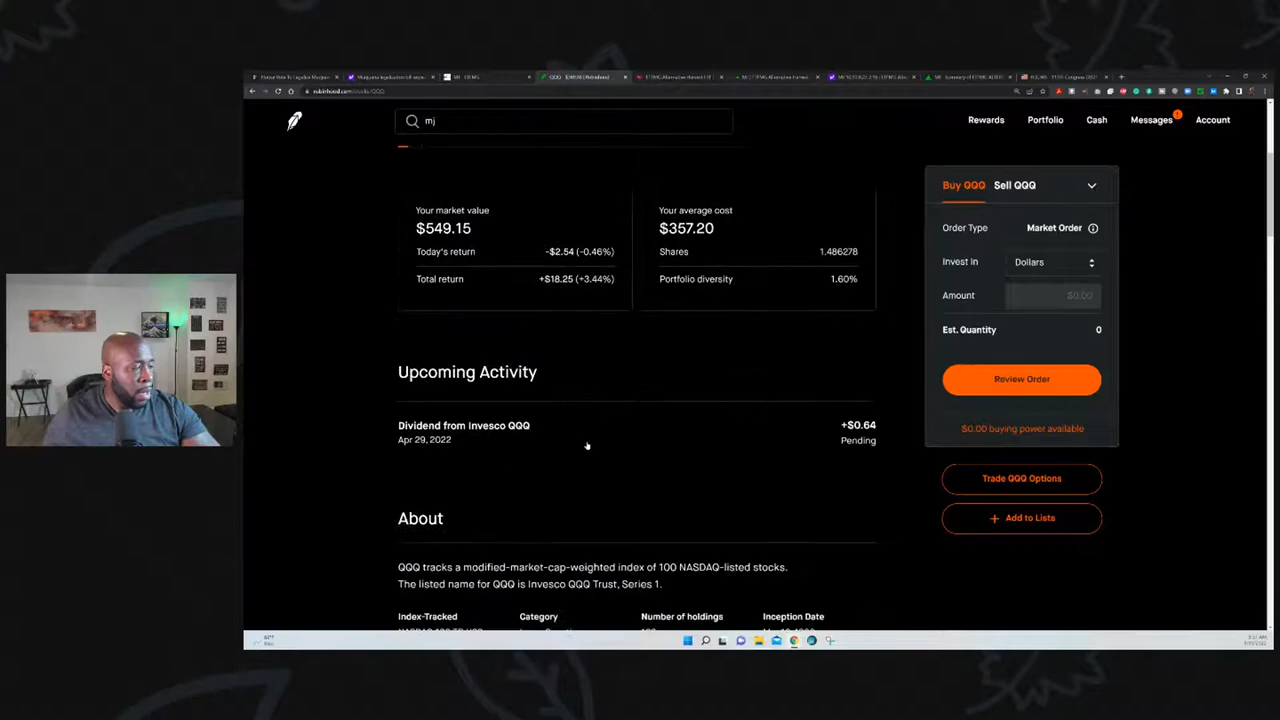 robinhood.com/stocks/QQQ
mj
Rewards
Portfolio
Cash
Messages
Account
Your market value
$549.15
Today's return
-$2.54 (-0.46%)
Total return
+$18.25 (+3.44%)
Your average cost
$357.20
Shares
1.486278
Portfolio diversity
1.60%
Buy QQQ
Sell QQQ
Order Type
Market Order
Invest In
Dollars
Amount
$0.00
Est. Quantity
0
Review Order
$0.00 buying power available
Trade QQQ Options
+ Add to Lists
Upcoming Activity
Dividend from Invesco QQQ
Apr 29, 2022
+$0.64
Pending
About
QQQ tracks a modified-market-cap-weighted index of 100 NASDAQ-listed stocks.
The listed name for QQQ is Invesco QQQ Trust, Series 1.
Index-Tracked
Category
Number of holdings
Inception Date